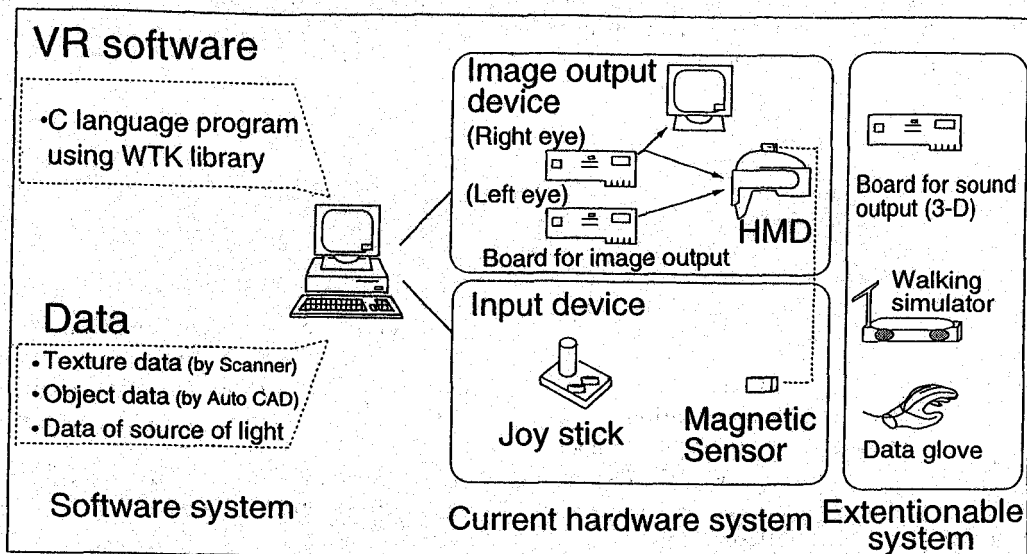 VR software
•C language program
using WTK library
Data
•Texture data (by Scanner)
•Object data (by Auto CAD)
•Data of source of light
Software system
Image output
device
(Right eye)
(Left eye)
HMD
Board for image output
Input device
Joy stick
Magnetic
Sensor
Current hardware system
Board for sound
output (3-D)
Walking
simulator
Data glove
Extentionable
system